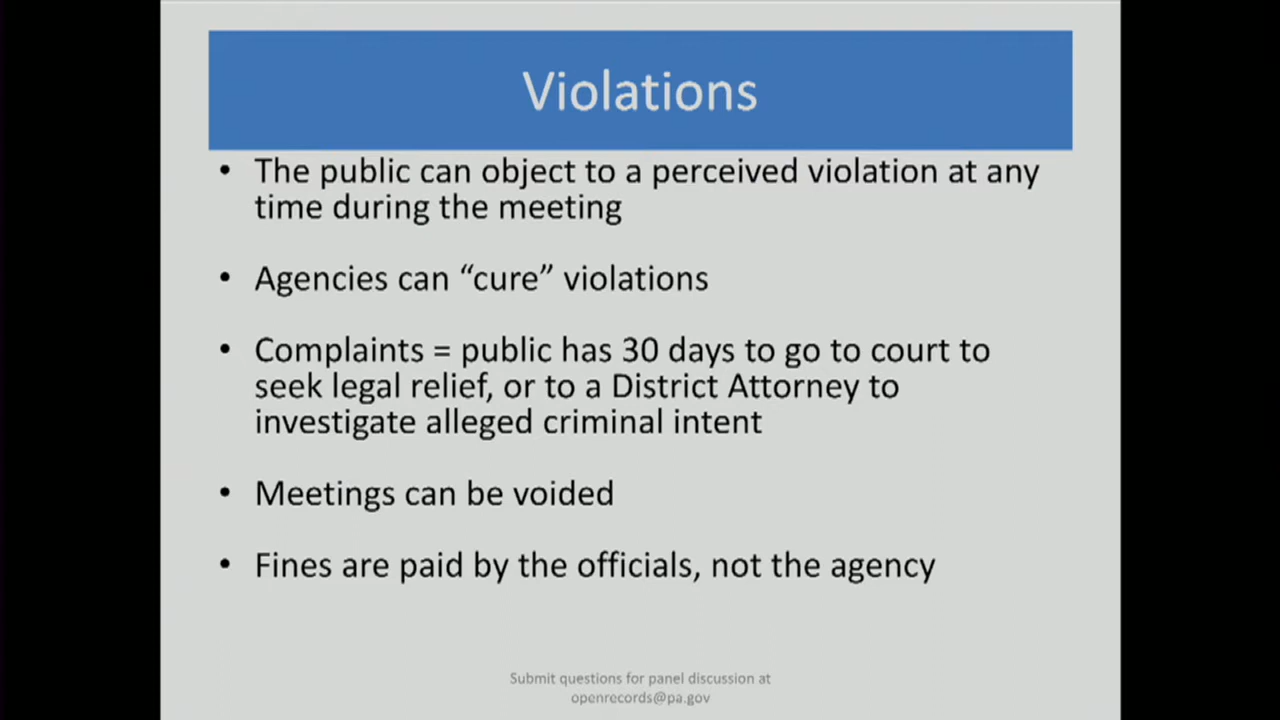 Violations
• The public can object to a perceived violation at any
time during the meeting
• Agencies can “cure” violations
• Complaints = public has 30 days to go to court to
seek legal relief, or to a District Attorney to
investigate alleged criminal intent
• Meetings can be voided
• Fines are paid by the officials, not the agency
Submit questions for panel discussion at
openrecords@pa.gov